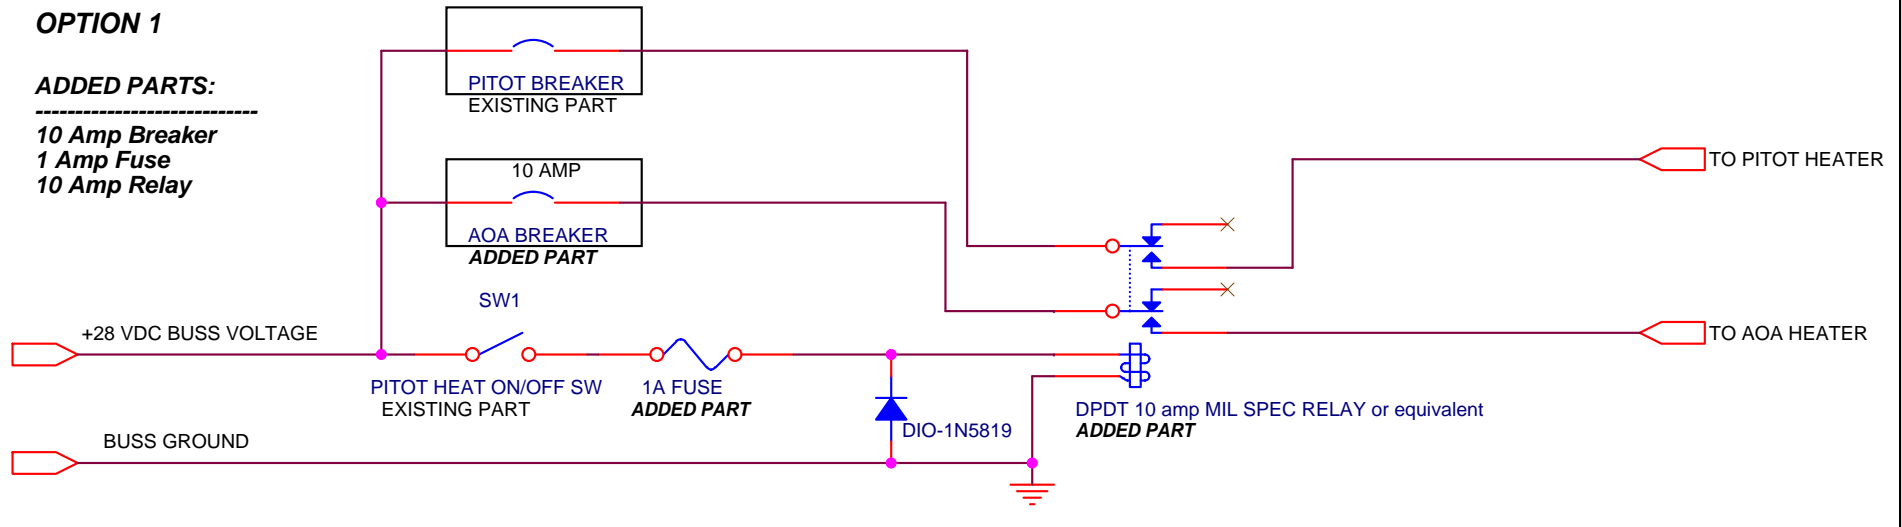 OPTION 1
ADDED PARTS:
----------------------------
10 Amp Breaker
1 Amp Fuse
10 Amp Relay
PITOT BREAKER
EXISTING PART
10 AMP
AOA BREAKER
ADDED PART
SW1
+28 VDC BUSS VOLTAGE
PITOT HEAT ON/OFF SW
EXISTING PART
1A FUSE
ADDED PART
BUSS GROUND
DIO-1N5819
TO PITOT HEATER
TO AOA HEATER
DPDT 10 amp MIL SPEC RELAY or equivalent
ADDED PART